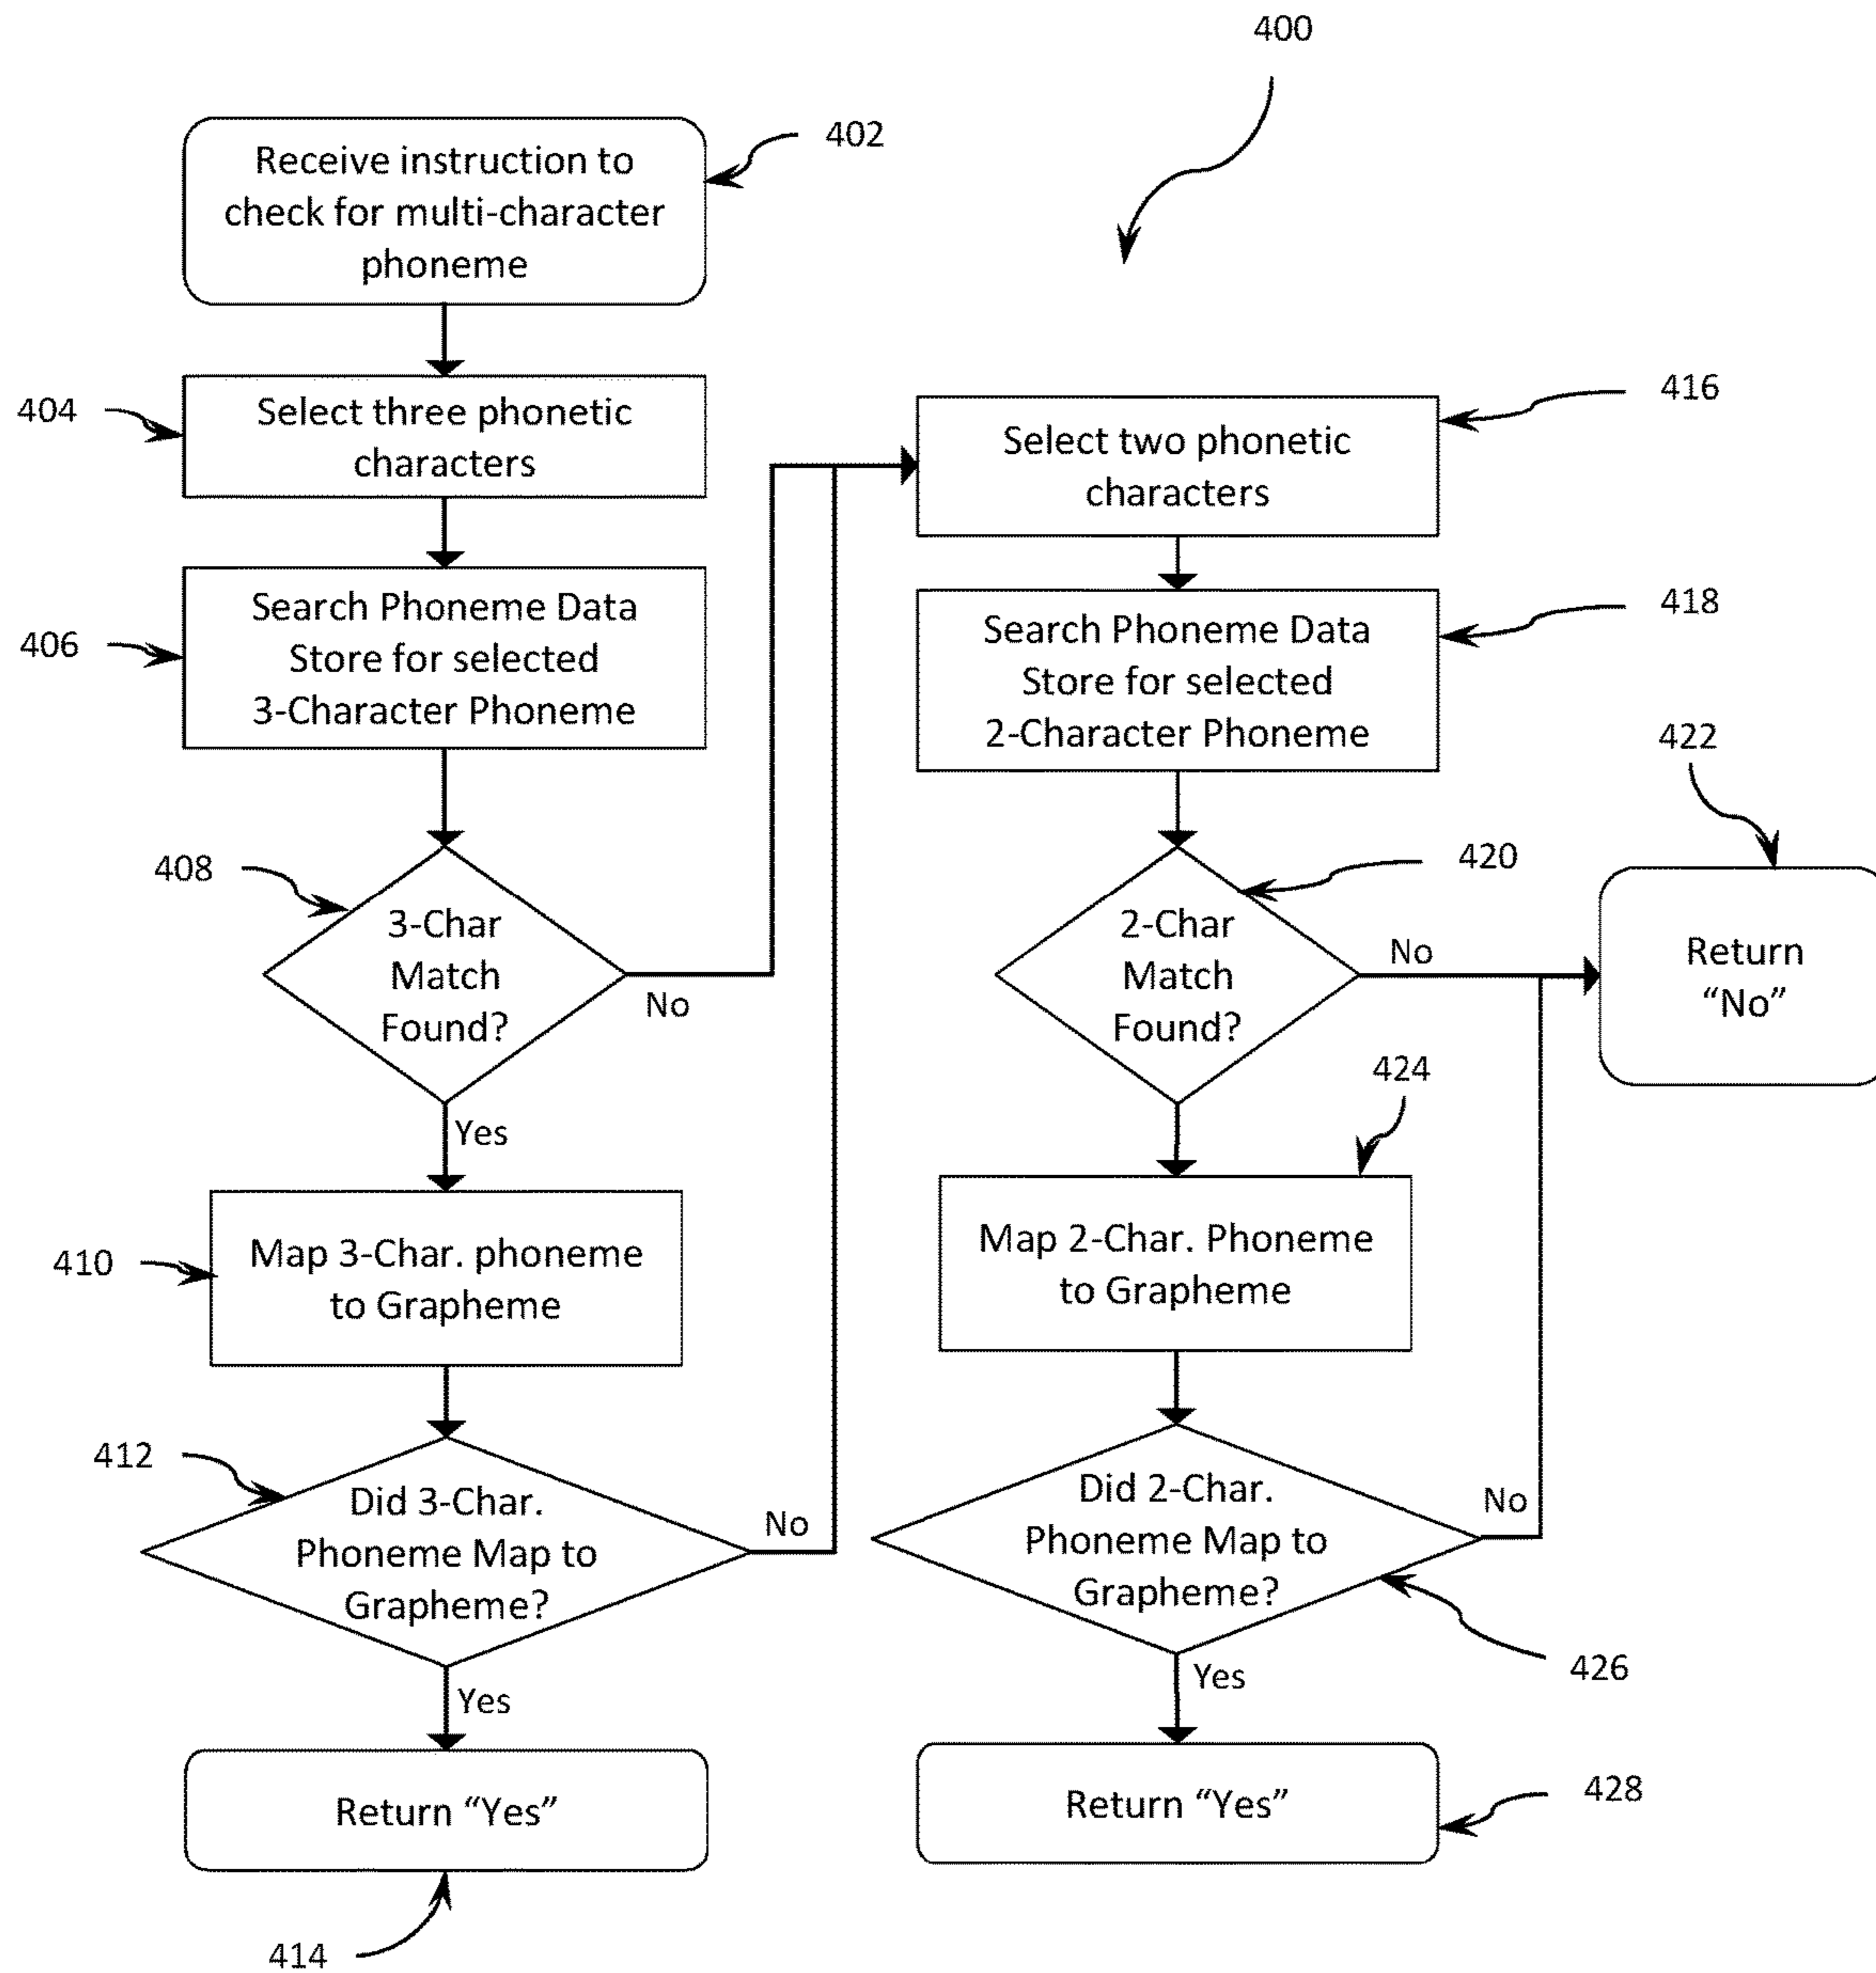 400
402
Receive instruction to
check for multi-character
phoneme
404
Select three phonetic
characters
406
Search Phoneme Data
Store for selected
3-Character Phoneme
408
3-Char
Match
Found?
No
Yes
410
Map 3-Char. phoneme
to Grapheme
412
Did 3-Char.
Phoneme Map to
Grapheme?
No
Yes
Return “Yes”
414
416
Select two phonetic
characters
418
Search Phoneme Data
Store for selected
2-Character Phoneme
420
2-Char
Match
Found?
No
422
Return
“No”
424
Map 2-Char. Phoneme
to Grapheme
Did 2-Char.
Phoneme Map to
Grapheme?
No
426
Yes
Return “Yes”
428